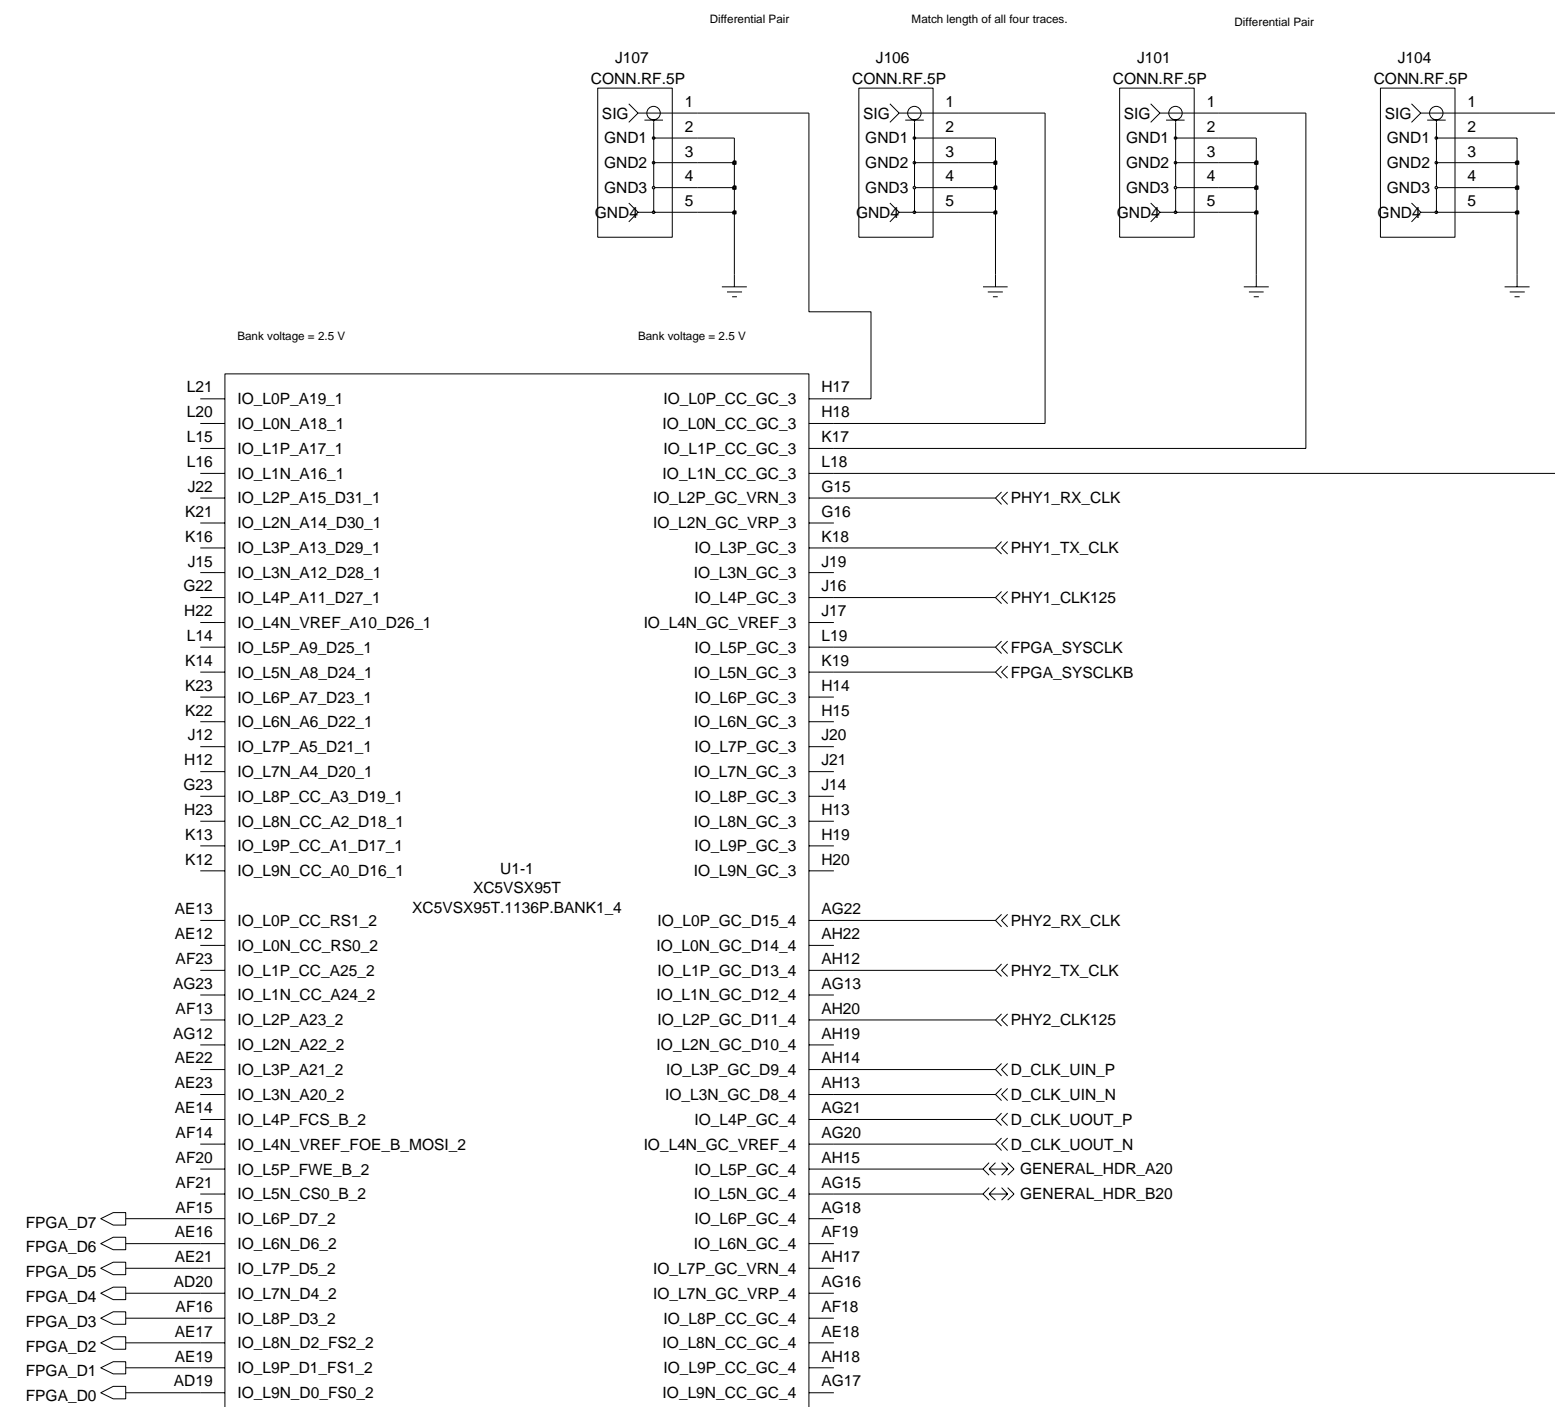 Differential Pair
Match length of all four traces.
Differential Pair
J107
CONN.RF.5P
SIG 1
GND1 2
GND2 3
GND3 4
GND4 5
J106
CONN.RF.5P
SIG 1
GND1 2
GND2 3
GND3 4
GND4 5
J101
CONN.RF.5P
SIG 1
GND1 2
GND2 3
GND3 4
GND4 5
J104
CONN.RF.5P
SIG 1
GND1 2
GND2 3
GND3 4
GND4 5
Bank voltage = 2.5 V
Bank voltage = 2.5 V
L21 IO_L0P_A19_1 IO_L0P_CC_GC_3 H17
L20 IO_L0N_A18_1 IO_L0N_CC_GC_3 H18
L15 IO_L1P_A17_1 IO_L1P_CC_GC_3 K17
L16 IO_L1N_A16_1 IO_L1N_CC_GC_3 L18
J22 IO_L2P_A15_D31_1 IO_L2P_GC_VRN_3 G15 PHY1_RX_CLK
K21 IO_L2N_A14_D30_1 IO_L2N_GC_VRP_3 G16
K16 IO_L3P_A13_D29_1 IO_L3P_GC_3 K18 PHY1_TX_CLK
J15 IO_L3N_A12_D28_1 IO_L3N_GC_3 J19
G22 IO_L4P_A11_D27_1 IO_L4P_GC_3 J16 PHY1_CLK125
H22 IO_L4N_VREF_A10_D26_1 IO_L4N_GC_VREF_3 J17
L14 IO_L5P_A9_D25_1 IO_L5P_GC_3 L19 FPGA_SYSCLK
K14 IO_L5N_A8_D24_1 IO_L5N_GC_3 K19 FPGA_SYSCLKB
K23 IO_L6P_A7_D23_1 IO_L6P_GC_3 H14
K22 IO_L6N_A6_D22_1 IO_L6N_GC_3 H15
J12 IO_L7P_A5_D21_1 IO_L7P_GC_3 J20
H12 IO_L7N_A4_D20_1 IO_L7N_GC_3 J21
G23 IO_L8P_CC_A3_D19_1 IO_L8P_GC_3 J14
H23 IO_L8N_CC_A2_D18_1 IO_L8N_GC_3 H13
K13 IO_L9P_CC_A1_D17_1 IO_L9P_GC_3 H19
K12 IO_L9N_CC_A0_D16_1 IO_L9N_GC_3 H20
U1-1
XC5VSX95T
XC5VSX95T.1136P.BANK1_4
AE13 IO_L0P_CC_RS1_2 IO_L0P_GC_D15_4 AG22 PHY2_RX_CLK
AE12 IO_L0N_CC_RS0_2 IO_L0N_GC_D14_4 AH22
AF23 IO_L1P_CC_A25_2 IO_L1P_GC_D13_4 AH12 PHY2_TX_CLK
AG23 IO_L1N_CC_A24_2 IO_L1N_GC_D12_4 AG13
AF13 IO_L2P_A23_2 IO_L2P_GC_D11_4 AH20 PHY2_CLK125
AG12 IO_L2N_A22_2 IO_L2N_GC_D10_4 AH19
AE22 IO_L3P_A21_2 IO_L3P_GC_D9_4 AH14 D_CLK_UIN_P
AE23 IO_L3N_A20_2 IO_L3N_GC_D8_4 AH13 D_CLK_UIN_N
AE14 IO_L4P_FCS_B_2 IO_L4P_GC_4 AG21 D_CLK_UOUT_P
AF14 IO_L4N_VREF_FOE_B_MOSI_2 IO_L4N_GC_VREF_4 AG20 D_CLK_UOUT_N
AF20 IO_L5P_FWE_B_2 IO_L5P_GC_4 AH15 GENERAL_HDR_A20
AF21 IO_L5N_CS0_B_2 IO_L5N_GC_4 AG15 GENERAL_HDR_B20
FPGA_D7 AF15 IO_L6P_D7_2 IO_L6P_GC_4 AG18
FPGA_D6 AE16 IO_L6N_D6_2 IO_L6N_GC_4 AF19
FPGA_D5 AE21 IO_L7P_D5_2 IO_L7P_GC_VRN_4 AH17
FPGA_D4 AD20 IO_L7N_D4_2 IO_L7N_GC_VRP_4 AG16
FPGA_D3 AF16 IO_L8P_D3_2 IO_L8P_CC_GC_4 AF18
FPGA_D2 AE17 IO_L8N_D2_FS2_2 IO_L8N_CC_GC_4 AE18
FPGA_D1 AE19 IO_L9P_D1_FS1_2 IO_L9P_CC_GC_4 AH18
FPGA_D0 AD19 IO_L9N_D0_FS0_2 IO_L9N_CC_GC_4 AG17